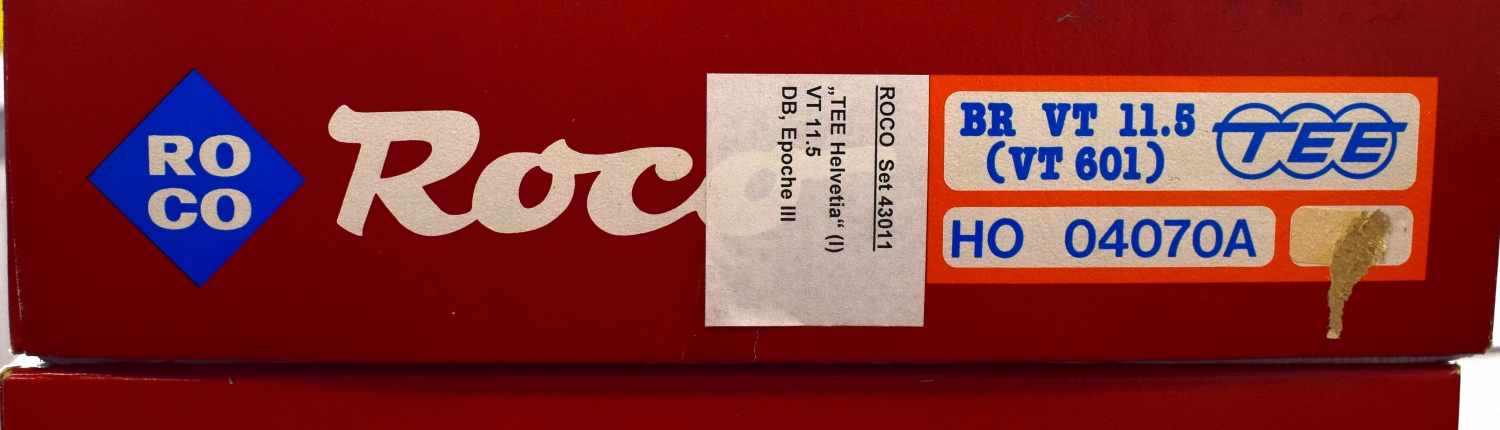 RO
CO
Roco
ROCO Set 43011
„TEE Helvetia“ (I)
VT 11.5
DB, Epoche III
BR VT 11.5
(VT 601)
TEE
HO 04070A